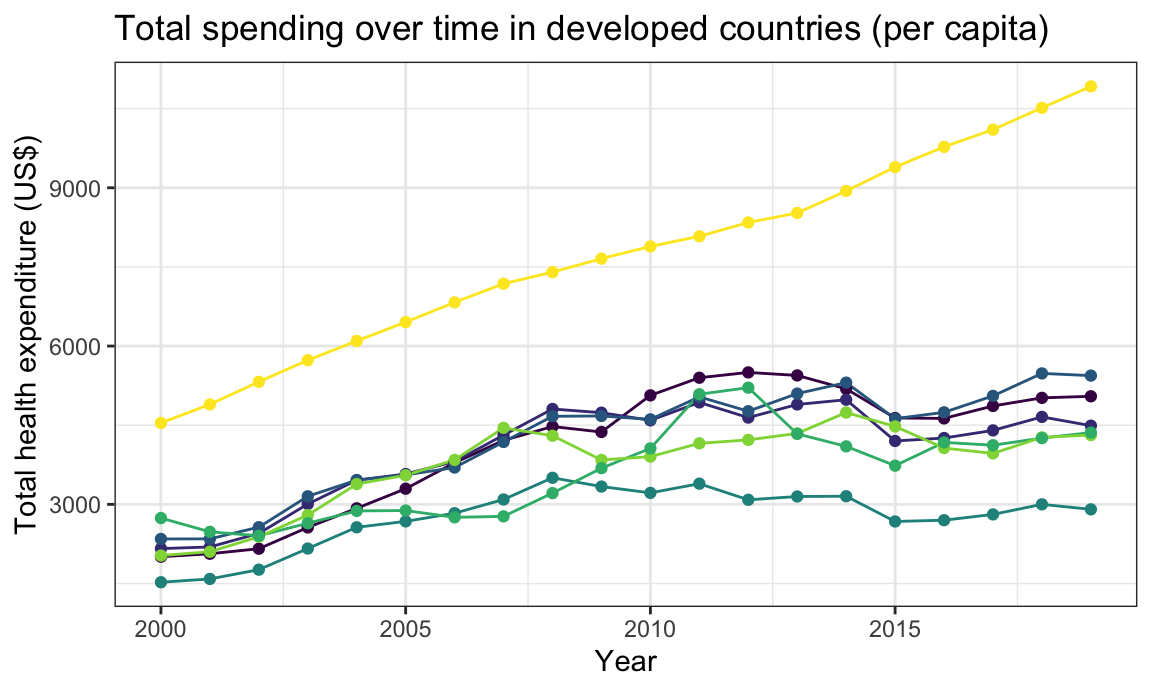 Total spending over time in developed countries (per capita)
Total health expenditure (US$)
9000
6000
3000
2000 2005 2010 2015
Year